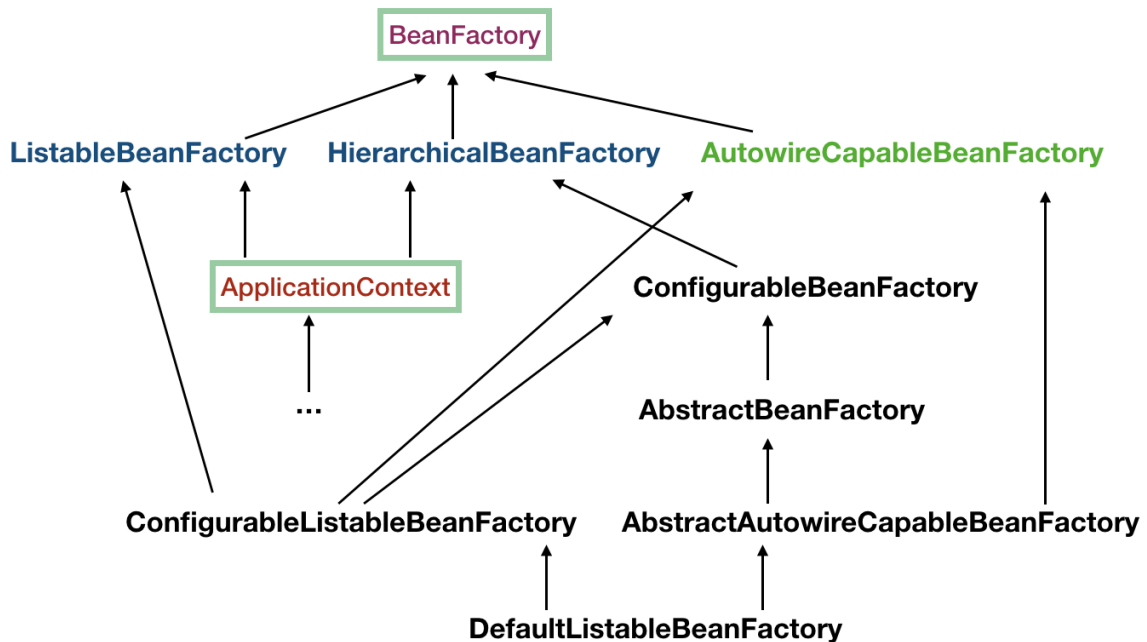 BeanFactory
ListableBeanFactory
HierarchicalBeanFactory
AutowireCapableBeanFactory
ApplicationContext
ConfigurableBeanFactory
...
AbstractBeanFactory
ConfigurableListableBeanFactory
AbstractAutowireCapableBeanFactory
DefaultListableBeanFactory